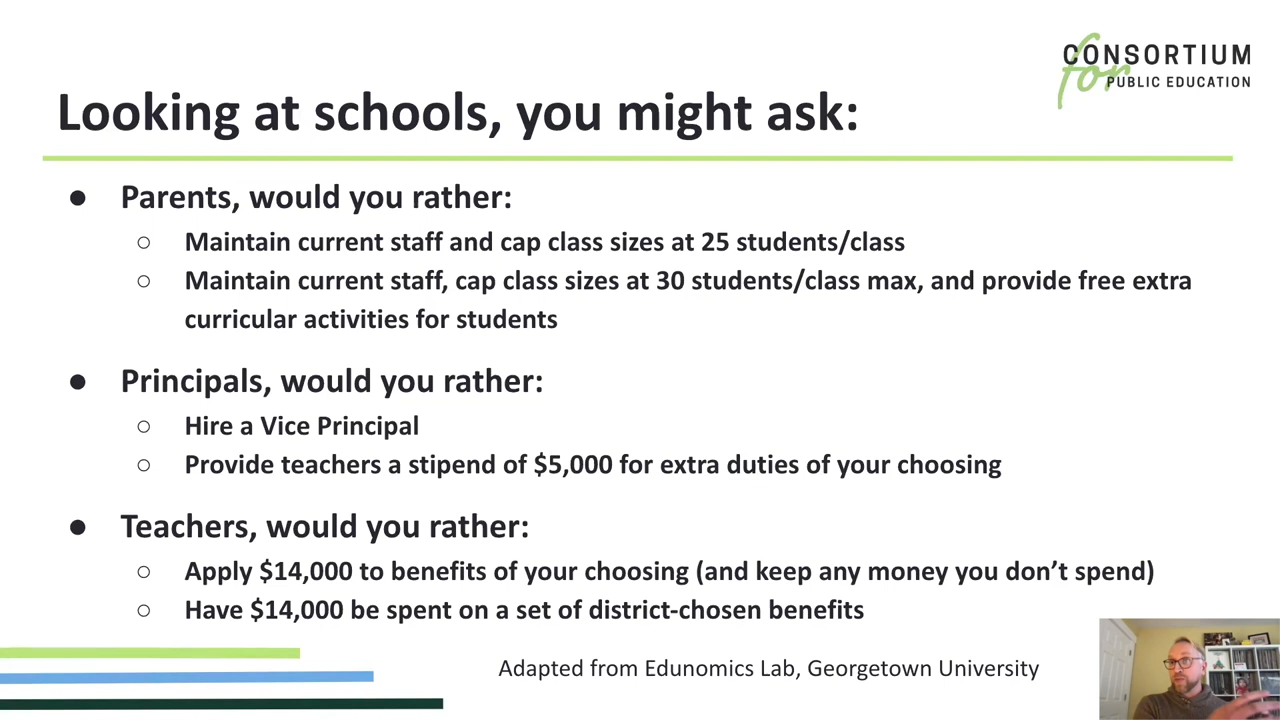 CONSORTIUM
for PUBLIC EDUCATION
Looking at schools, you might ask:
● Parents, would you rather:
○ Maintain current staff and cap class sizes at 25 students/class
○ Maintain current staff, cap class sizes at 30 students/class max, and provide free extra
curricular activities for students
● Principals, would you rather:
○ Hire a Vice Principal
○ Provide teachers a stipend of $5,000 for extra duties of your choosing
● Teachers, would you rather:
○ Apply $14,000 to benefits of your choosing (and keep any money you don’t spend)
○ Have $14,000 be spent on a set of district-chosen benefits
Adapted from Edunomics Lab, Georgetown University